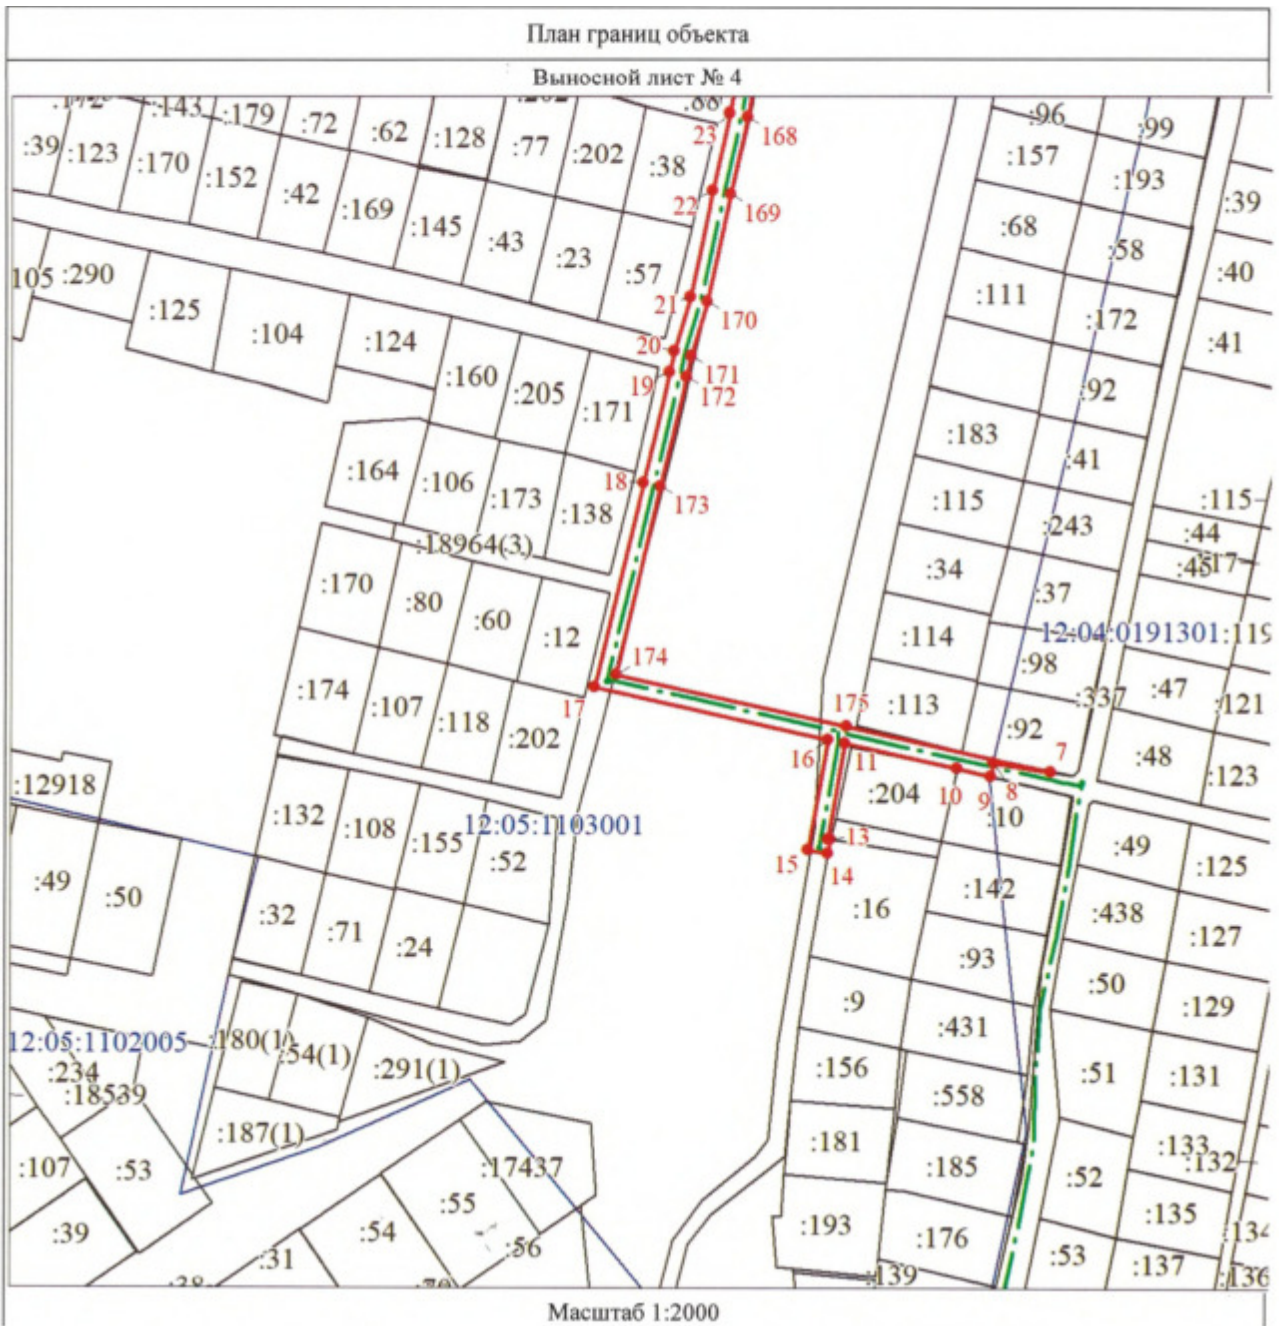 План границ объекта
Выносной лист № 4
:143 :179 :72 :62 :128 :77 :202 :38 23 168 :96 :99
:39 :123 :170 :152 :42 :169 :145 :43 :23 :57 22 169 :157 :193 :39
105 :290 :125 :104 :124 21 170 :68 :58 :40
:160 :205 :171 20 19 171 172 :111 :172 :41
:92
:164 :106 :173 :138 18 173 :183 :41
:115 :243 :115
:18964(3) :44
:45
:170 :80 :60 :12 :34 :37
:114 12:04:0191301 :119
:174 :107 :118 :202 17 174 :98 :337 :47 :121
175 :113 :92 7 :48 :123
:12918 16 11 10 9 8
:204 :10
:132 :108 :155 12:05:1103001 :52 13 :49 :125
:49 :50 15 14
:32 :71 :24 :16 :142 :438 :127
:93 :50
:9 :431 :129
12:05:1102005 :180(1) :54(1) :291(1) :156 :51 :131
:234
:18539 :558
:187(1) :181 :133
:107 :53 :17437 :185 :52 :132
:39 :54 :55 :193 :176 :135
:31 :56 :53 :137
:139 :136
Масштаб 1:2000